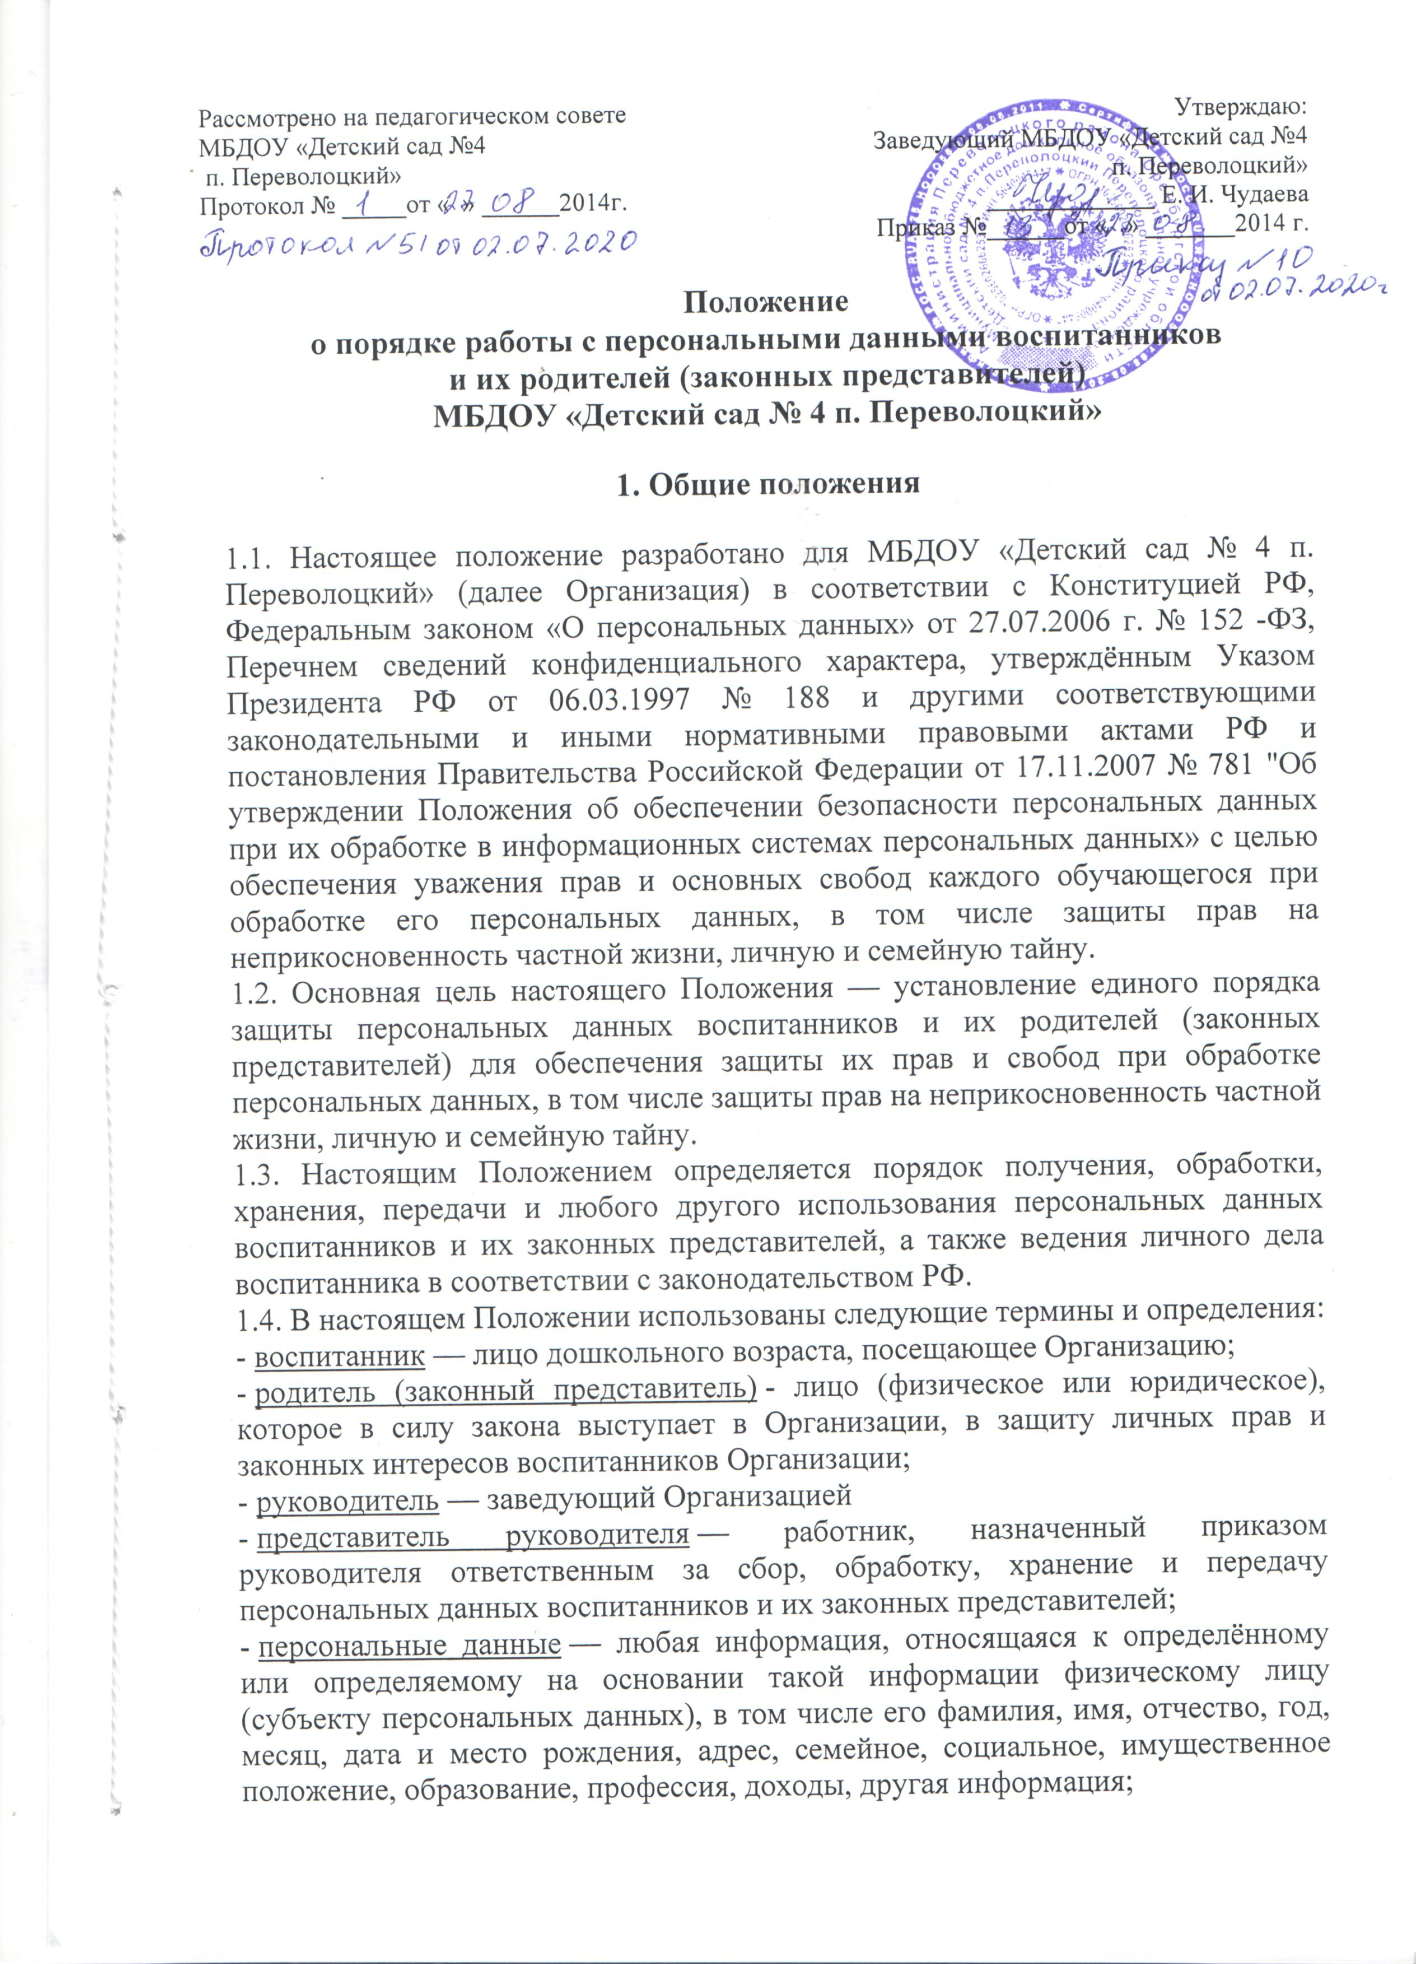 Рассмотрено на педагогическом совете
МБДОУ «Детский сад №4
п. Переволоцкий»
Протокол № 1 от «27» 08 2014г.
Протокол №51 от 02.07.2020
Утверждаю:
Заведующий МБДОУ «Детский сад №4
п. Переволоцкий»
Е. И. Чудаева
Приказ № от «27» 08 2014 г.
Приказ №10
от 02.07.2020г
Положение
о порядке работы с персональными данными воспитанников
и их родителей (законных представителей)
МБДОУ «Детский сад № 4 п. Переволоцкий»
1. Общие положения
1.1. Настоящее положение разработано для МБДОУ «Детский сад № 4 п.
Переволоцкий» (далее Организация) в соответствии с Конституцией РФ,
Федеральным законом «О персональных данных» от 27.07.2006 г. № 152 -ФЗ,
Перечнем сведений конфиденциального характера, утверждённым Указом
Президента РФ от 06.03.1997 № 188 и другими соответствующими
законодательными и иными нормативными правовыми актами РФ и
постановления Правительства Российской Федерации от 17.11.2007 № 781 "Об
утверждении Положения об обеспечении безопасности персональных данных
при их обработке в информационных системах персональных данных» с целью
обеспечения уважения прав и основных свобод каждого обучающегося при
обработке его персональных данных, в том числе защиты прав на
неприкосновенность частной жизни, личную и семейную тайну.
1.2. Основная цель настоящего Положения — установление единого порядка
защиты персональных данных воспитанников и их родителей (законных
представителей) для обеспечения защиты их прав и свобод при обработке
персональных данных, в том числе защиты прав на неприкосновенность частной
жизни, личную и семейную тайну.
1.3. Настоящим Положением определяется порядок получения, обработки,
хранения, передачи и любого другого использования персональных данных
воспитанников и их законных представителей, а также ведения личного дела
воспитанника в соответствии с законодательством РФ.
1.4. В настоящем Положении использованы следующие термины и определения:
- воспитанник — лицо дошкольного возраста, посещающее Организацию;
- родитель (законный представитель) - лицо (физическое или юридическое),
которое в силу закона выступает в Организации, в защиту личных прав и
законных интересов воспитанников Организации;
- руководитель — заведующий Организацией
- представитель руководителя — работник, назначенный приказом
руководителя ответственным за сбор, обработку, хранение и передачу
персональных данных воспитанников и их законных представителей;
- персональные данные — любая информация, относящаяся к определённому
или определяемому на основании такой информации физическому лицу
(субъекту персональных данных), в том числе его фамилия, имя, отчество, год,
месяц, дата и место рождения, адрес, семейное, социальное, имущественное
положение, образование, профессия, доходы, другая информация;